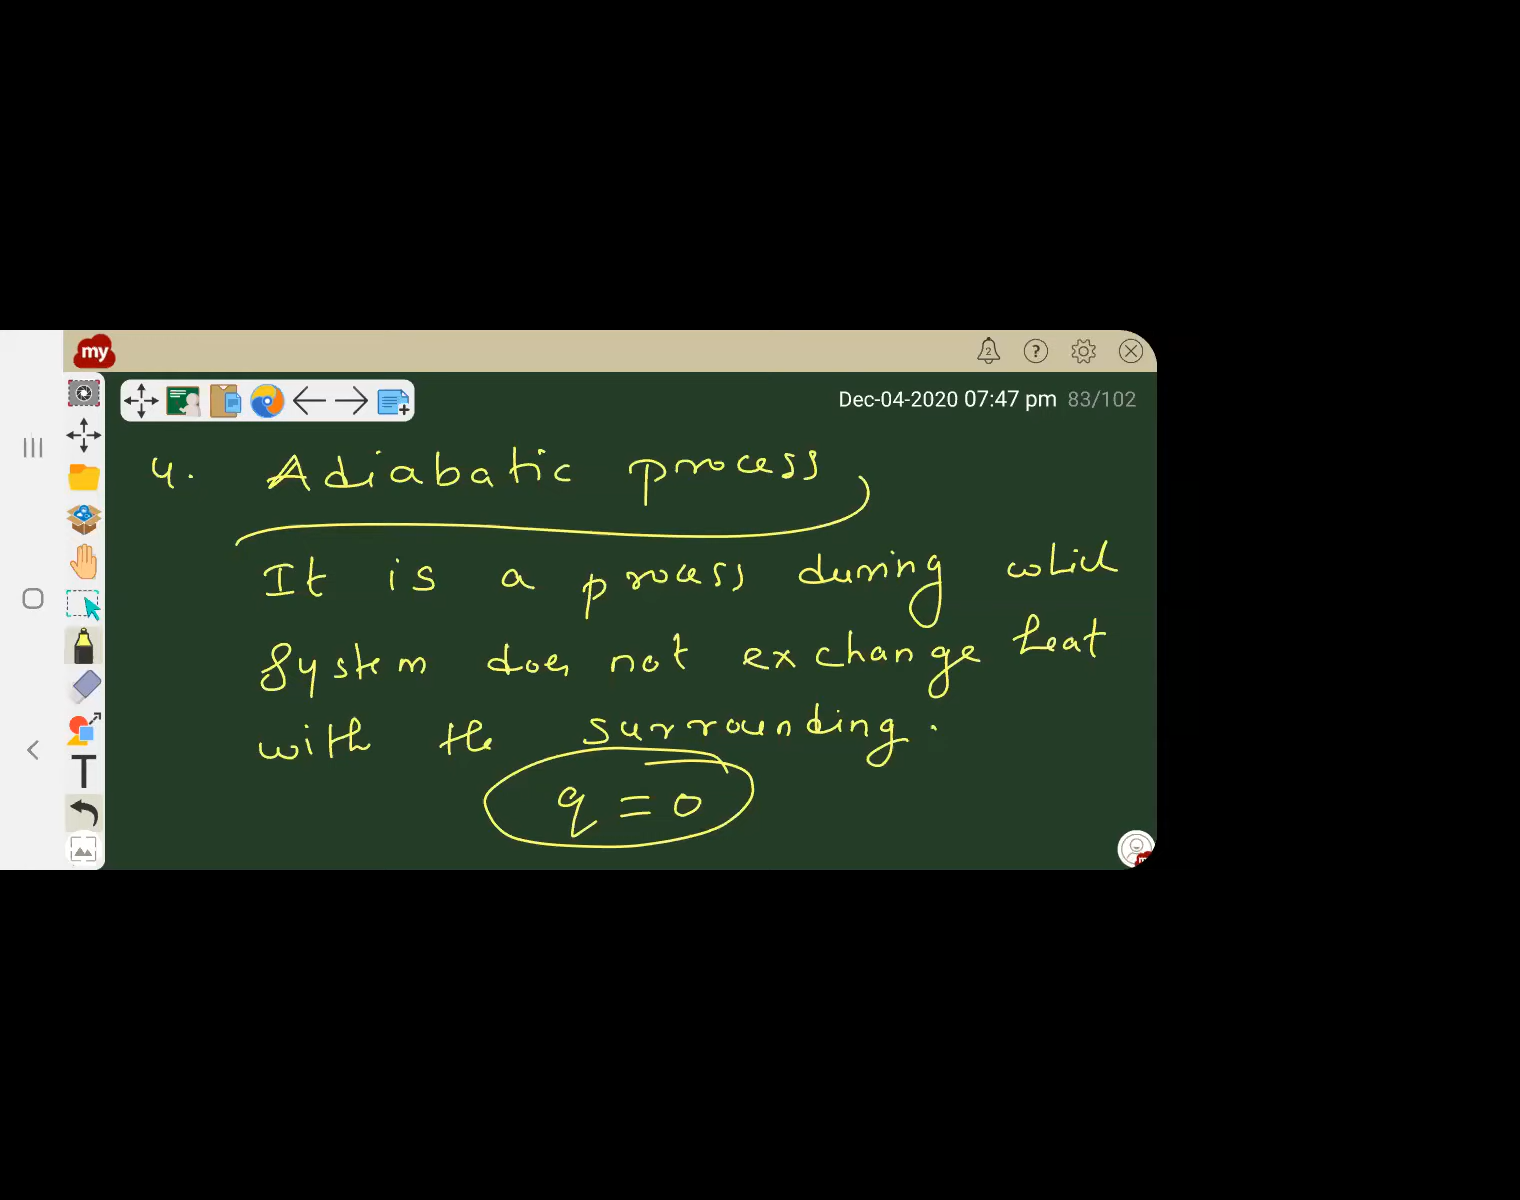 my
2 ?
Dec-04-2020 07:47 pm 83/102
4. Adiabatic process
It is a process during which
System does not exchange heat
with the surrounding.
q = 0
T